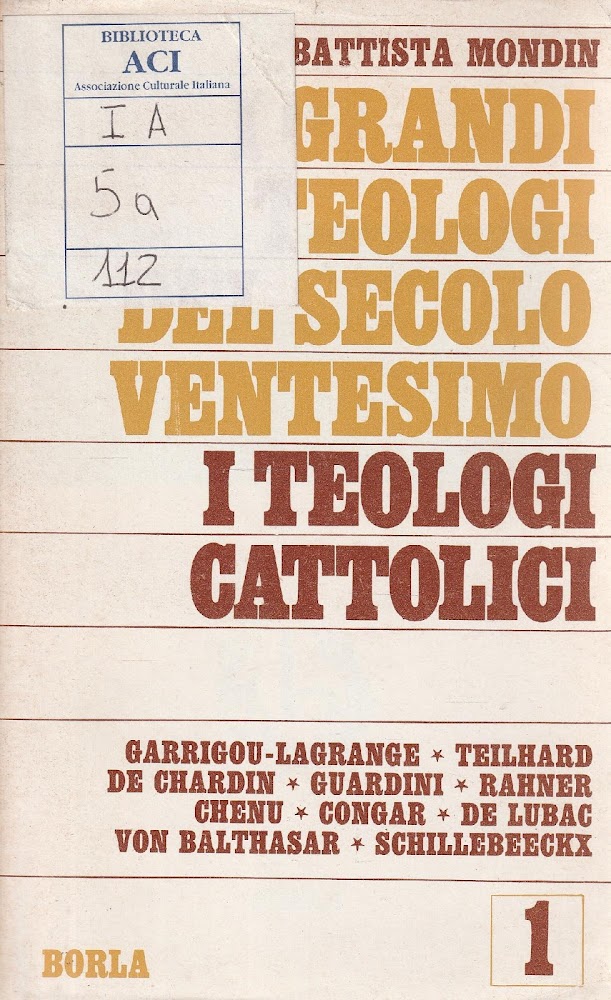 BIBLIOTECA
ACI
Associazione Culturale Italiana
I A
5a
112
BATTISTA MONDIN
GRANDI
TEOLOGI
DEL SECOLO
VENTESIMO
I TEOLOGI
CATTOLICI
GARRIGOU-LAGRANGE ★ TEILHARD
DE CHARDIN ★ GUARDINI ★ RAHNER
CHENU ★ CONGAR ★ DE LUBAC
VON BALTHASAR ★ SCHILLEBEECKX
1
BORLA